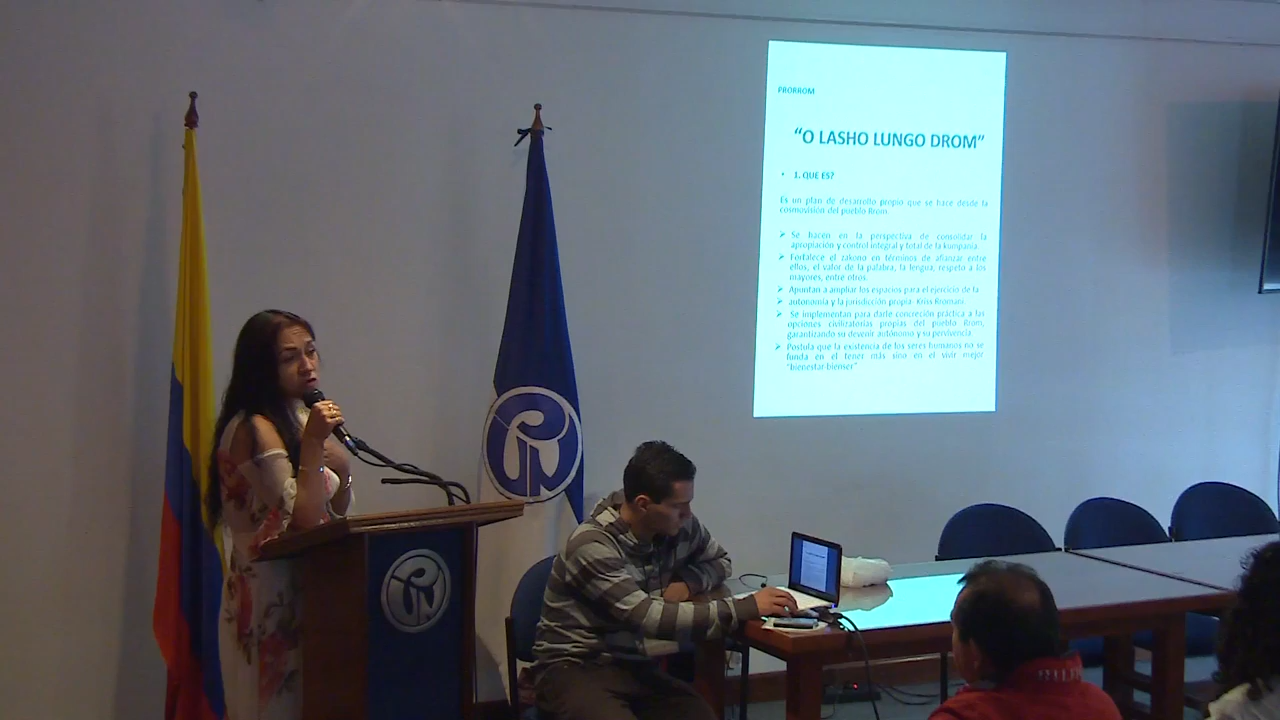 PRORROM
“O LASHO LUNGO DROM”
• 1. QUE ES?
Es un plan de desarrollo propio que se hace desde la
cosmovisión del pueblo Rrom.
➢ Se hacen en la perspectiva de consolidar la
apropiación y control integral y total de la kumpania.
➢ Fortalece el zakono en términos de afianzar entre
ellos, el valor de la palabra, la lengua, respeto a los
mayores, entre otros.
➢ Apuntan a ampliar los espacios para el ejercicio de la
➢ autonomía y la jurisdicción propia- Kriss Rromaní.
➢ Se implementan para darle concreción práctica a las
opciones civilizatorias propias del pueblo Rrom,
garantizando su devenir autónomo y su pervivencia.
➢ Postula que la existencia de los seres humanos no se
funda en el tener más sino en el vivir mejor
“bienestar-bienser”